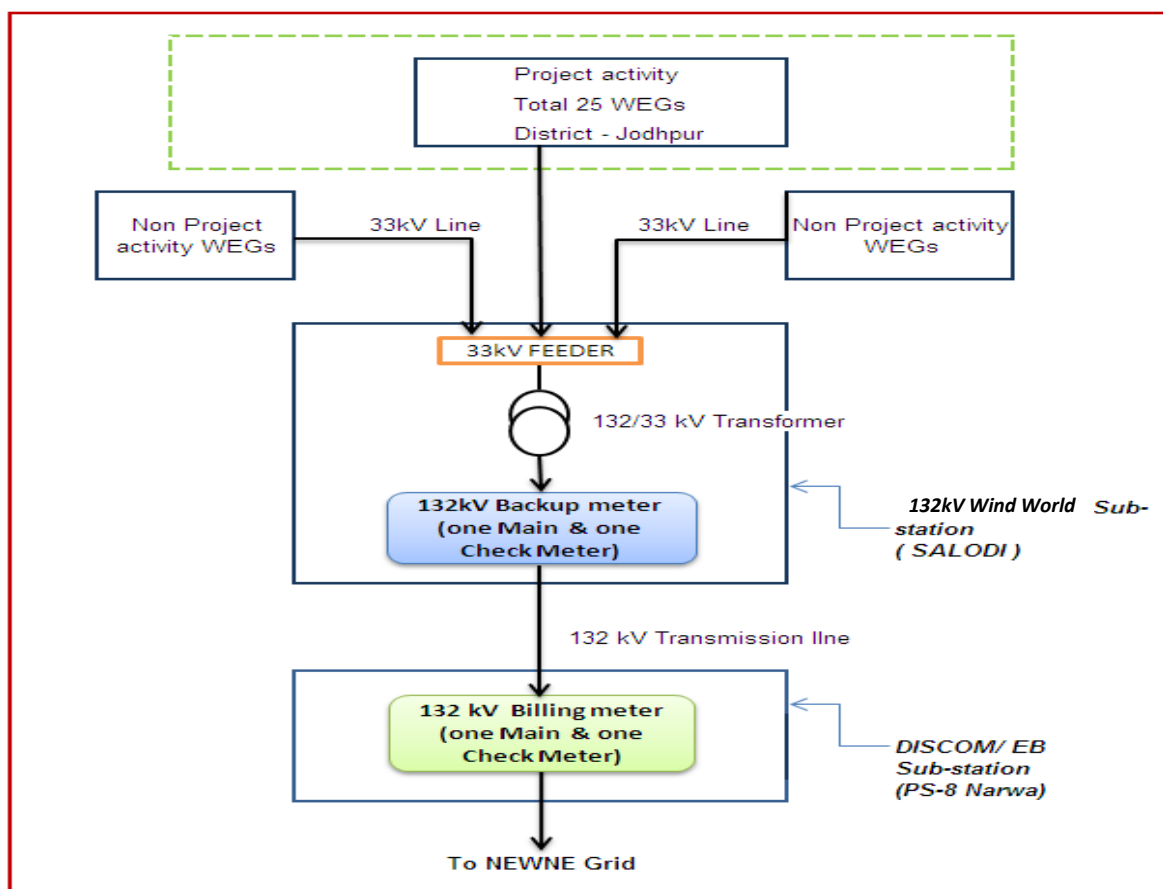 Project activity
Total 25 WEGs
District - Jodhpur
Non Project
activity WEGs
33kV Line
33kV Line
Non Project activity
WEGs
33kV FEEDER
132/33 kV Transformer
132kV Backup meter
(one Main & one
Check Meter)
132kV Wind World Sub-
station
( SALODI )
132 kV Transmission lIne
132 kV Billing meter
(one Main & one
Check Meter)
DISCOM/ EB
Sub-station
(PS-8 Narwa)
To NEWNE Grid